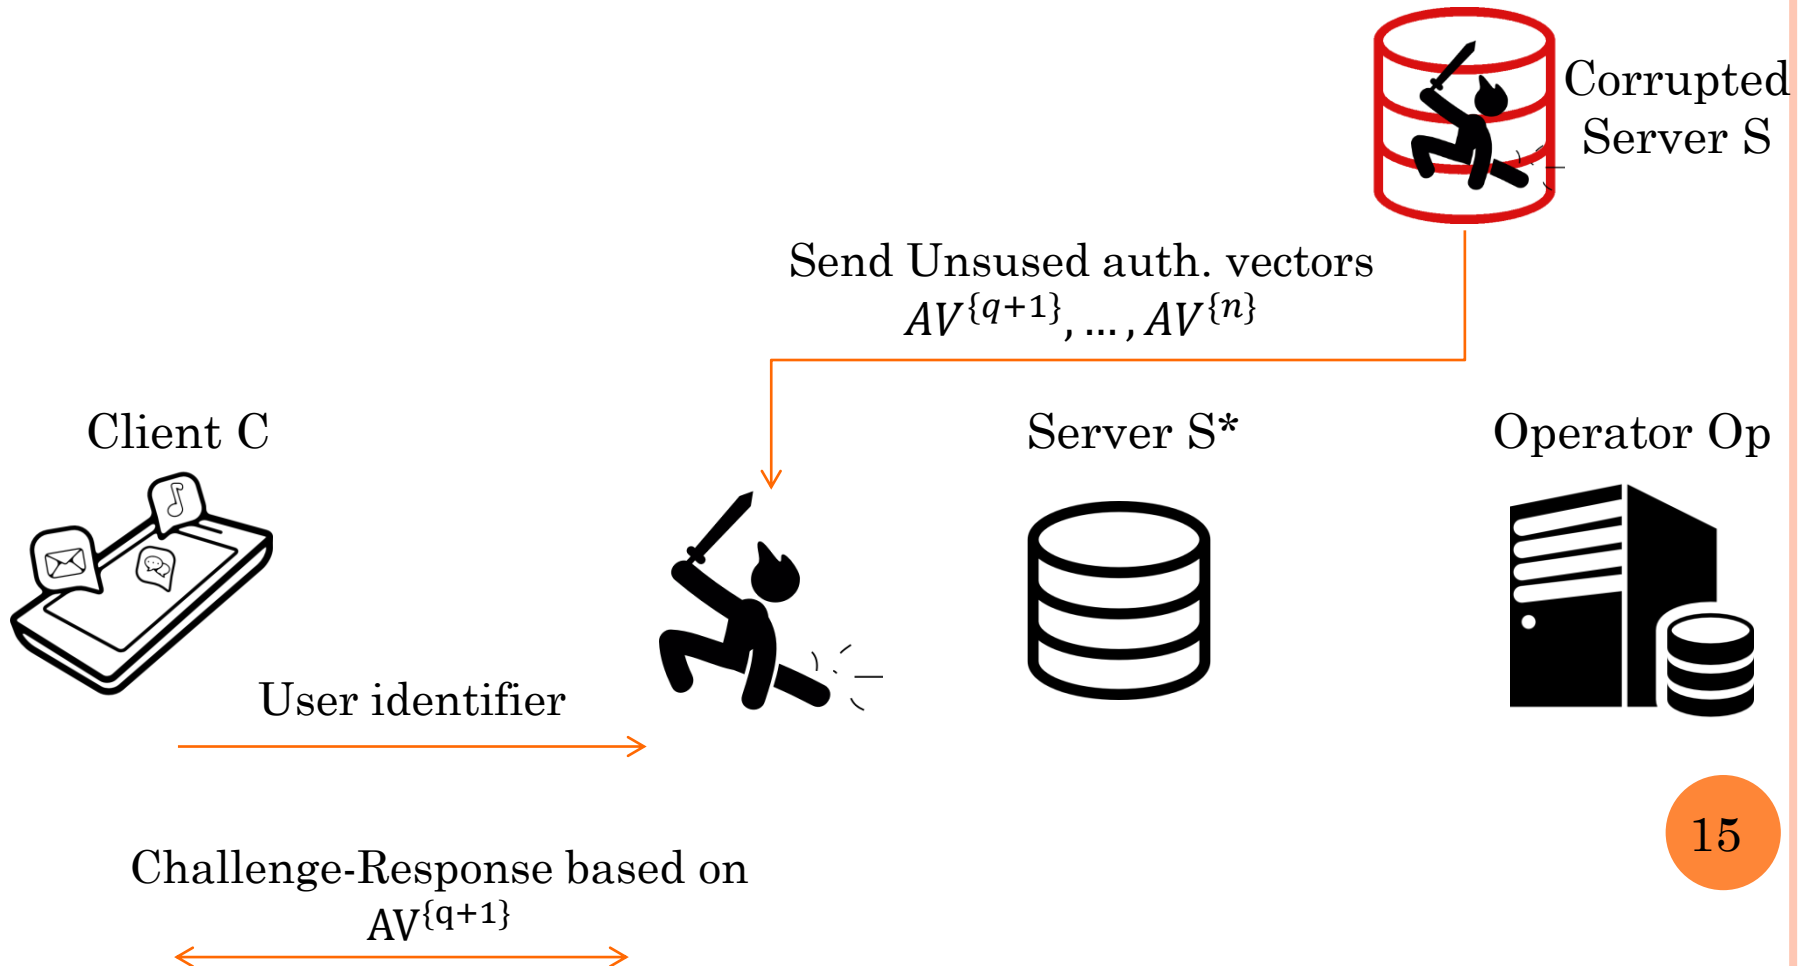 Corrupted
Server S
Send Unsused auth. vectors
AV^{q+1}, … , AV^{n}
Client C
Server S*
Operator Op
User identifier
15
Challenge-Response based on
AV^{q+1}